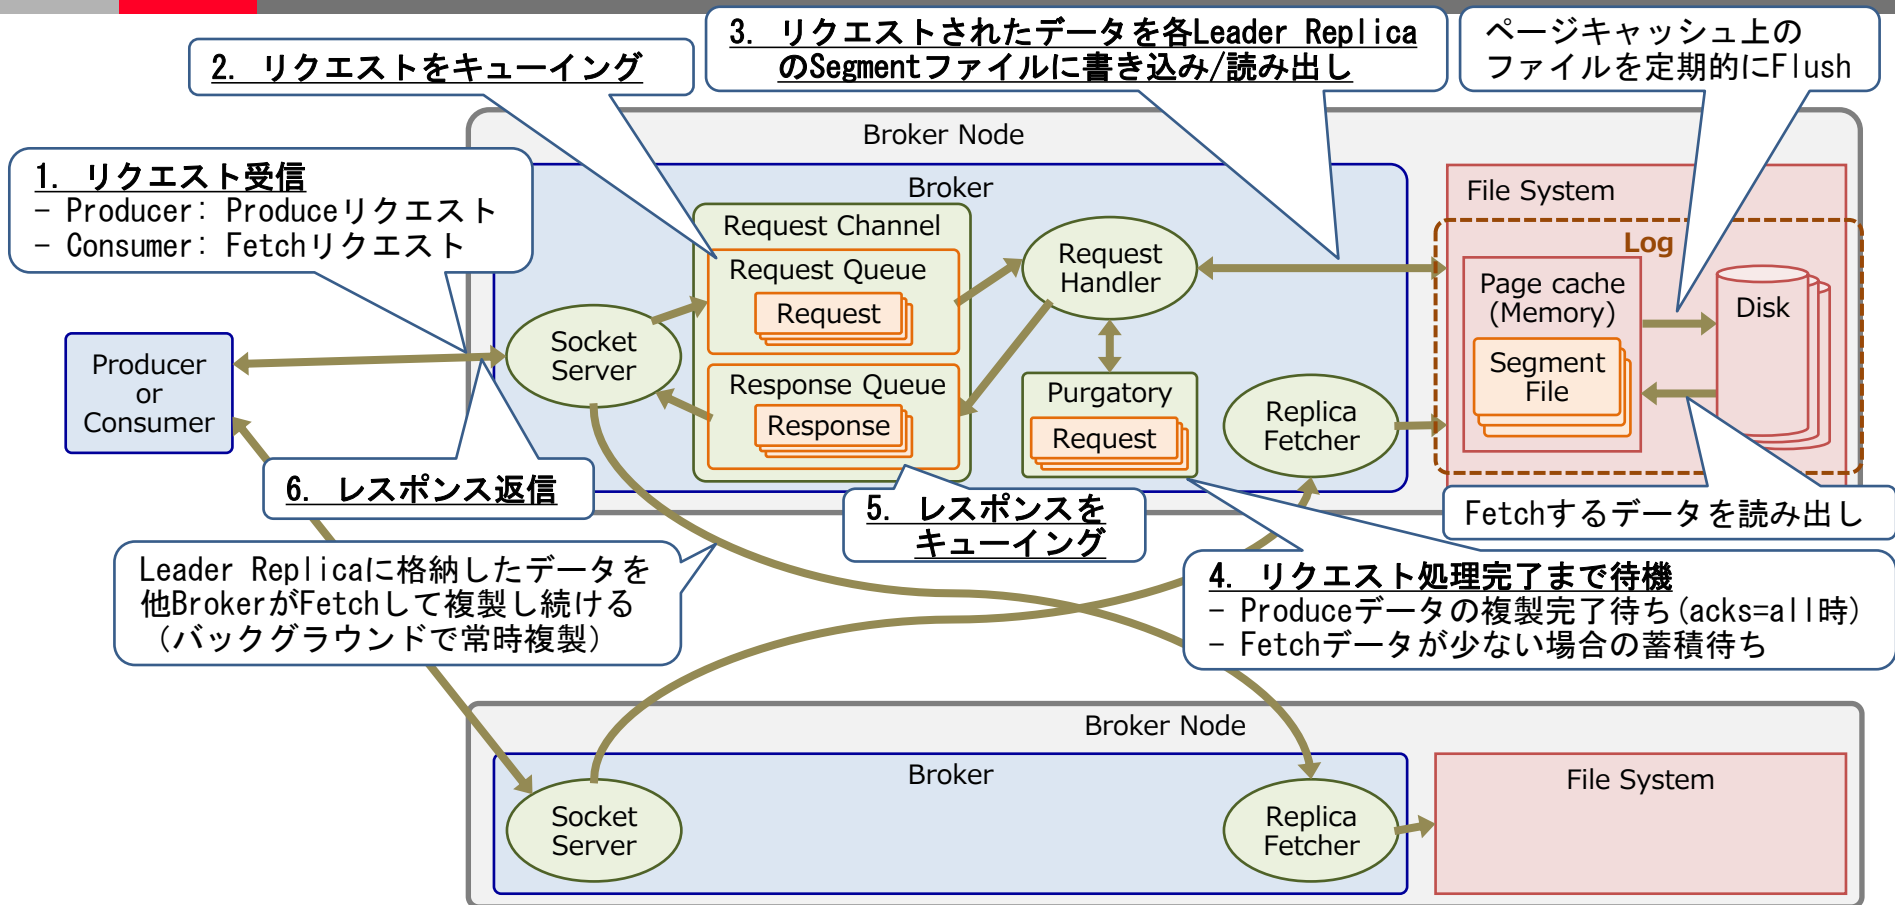 2. リクエストをキューイング
3. リクエストされたデータを各Leader Replica
のSegmentファイルに書き込み/読み出し
ページキャッシュ上の
ファイルを定期的にFlush
1. リクエスト受信
- Producer: Produceリクエスト
- Consumer: Fetchリクエスト
Broker Node
Broker
File System
Log
Request Channel
Request Queue
Request
Response Queue
Response
Request
Handler
Purgatory
Request
Replica
Fetcher
Page cache
(Memory)
Segment
File
Disk
Socket
Server
Producer
or
Consumer
6. レスポンス返信
5. レスポンスを
キューイング
Fetchするデータを読み出し
Leader Replicaに格納したデータを
他BrokerがFetchして複製し続ける
（バックグラウンドで常時複製）
4. リクエスト処理完了まで待機
- Produceデータの複製完了待ち(acks=all時)
- Fetchデータが少ない場合の蓄積待ち
Broker Node
Broker
Socket
Server
Replica
Fetcher
File System